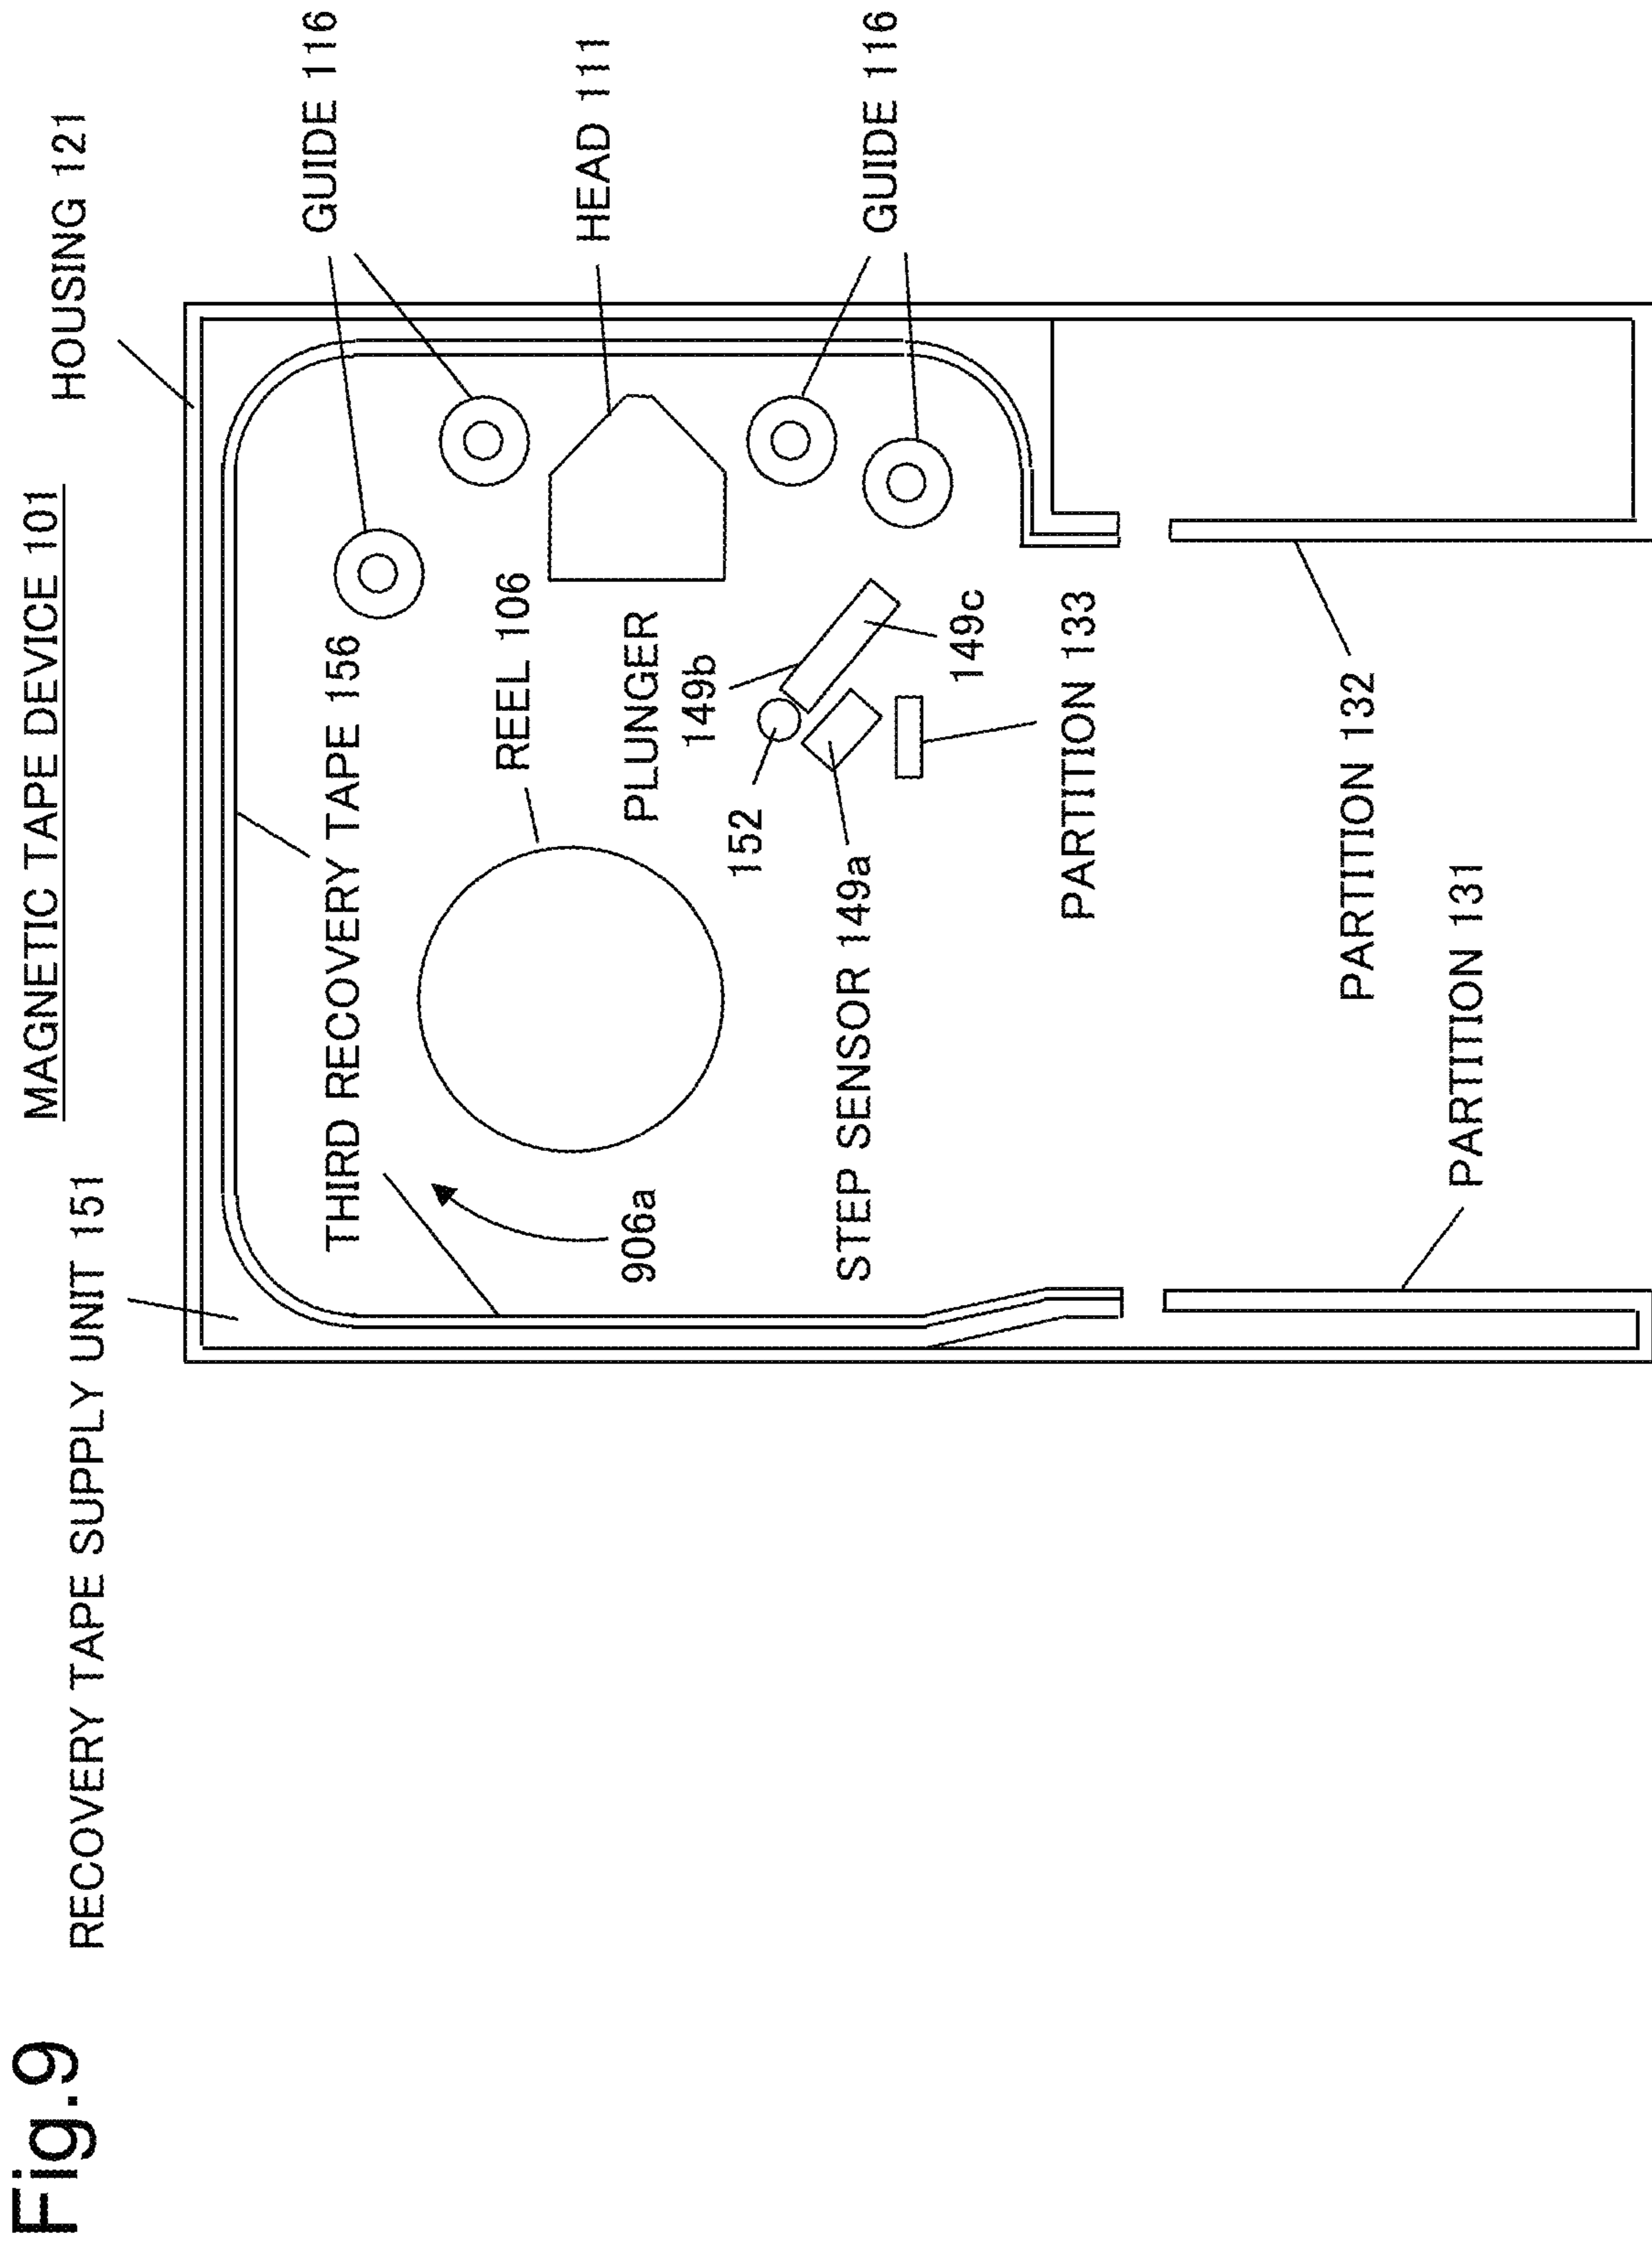 Fig.9
MAGNETIC TAPE DEVICE 101
RECOVERY TAPE SUPPLY UNIT 151
HOUSING 121
GUIDE 116
THIRD RECOVERY TAPE 156
REEL 106
HEAD 111
906a
PLUNGER
149b
152
STEP SENSOR 149a
GUIDE 116
149c
PARTITION 133
PARTITION 132
PARTITION 131